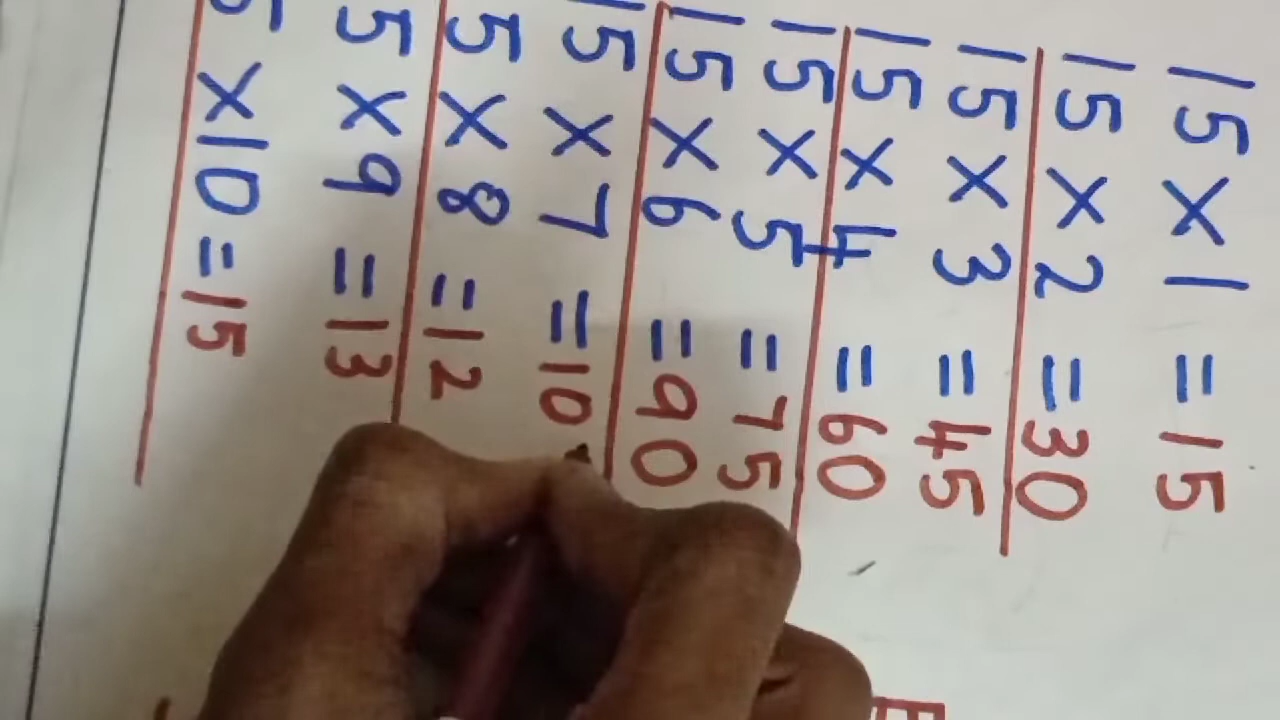 15 × 1 = 15
15 × 2 = 30
15 × 3 = 45
15 × 4 = 60
15 × 5 = 75
15 × 6 = 90
15 × 7 = 10
5 × 8 = 12
5 × 9 = 13
5 × 10 = 15